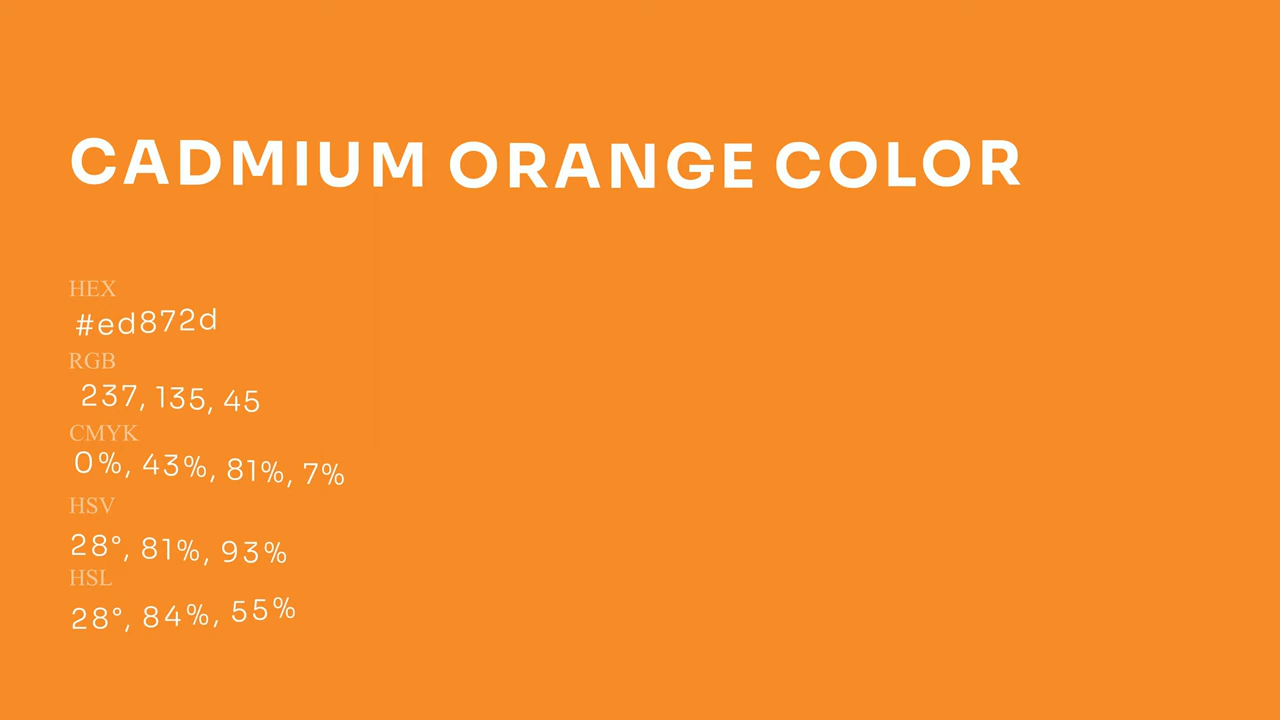 CADMIUM ORANGE COLOR
HEX
#ed872d
RGB
237, 135, 45
CMYK
0%, 43%, 81%, 7%
HSV
28°, 81%, 93%
HSL
28°, 84%, 55%